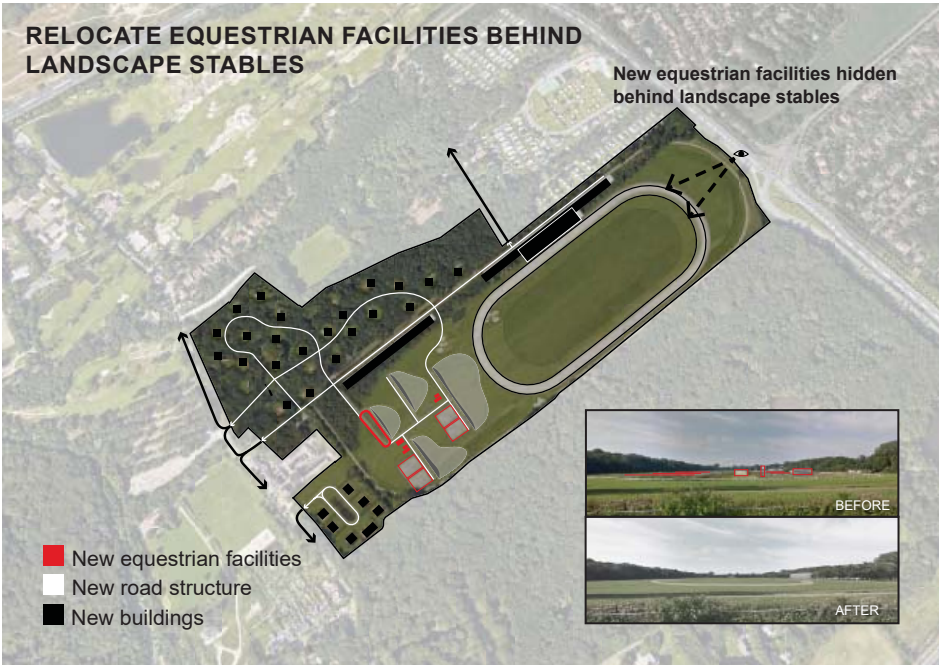 RELOCATE EQUESTRIAN FACILITIES BEHIND
LANDSCAPE STABLES
New equestrian facilities hidden
behind landscape stables
BEFORE
AFTER
New equestrian facilities
New road structure
New buildings